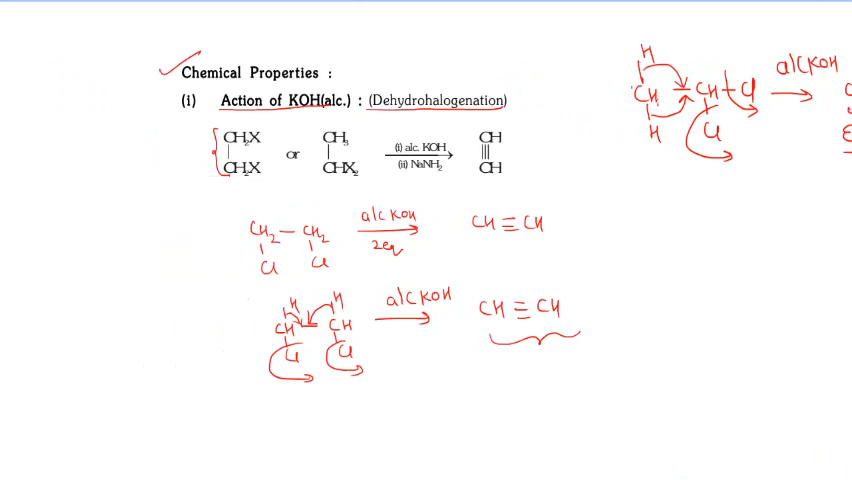 Chemical Properties :
(i) Action of KOH(alc.) : (Dehydrohalogenation)
CH₂X CH₃ CH
| or | (i) alc. KOH (ii) NaNH₂ |||
CH₂X CHX₂ CH
CH₂ — CH₂ alc KOH CH ≡ CH
Cl Cl 2eq
H H alc KOH CH ≡ CH
CH — CH
Cl Cl
H
CH — CH — Cl alc KOH
H Cl